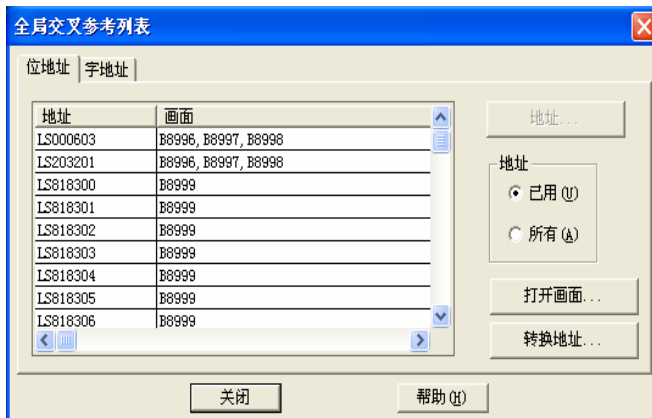 全局交叉参考列表
位地址 字地址
地址 画面
LS000603 B8996, B8997, B8998
LS203201 B8996, B8997, B8998
LS818300 B8999
LS818301 B8999
LS818302 B8999
LS818303 B8999
LS818304 B8999
LS818305 B8999
LS818306 B8999
地址...
地址
已用(U)
所有(A)
打开画面...
转换地址...
关闭 帮助(H)